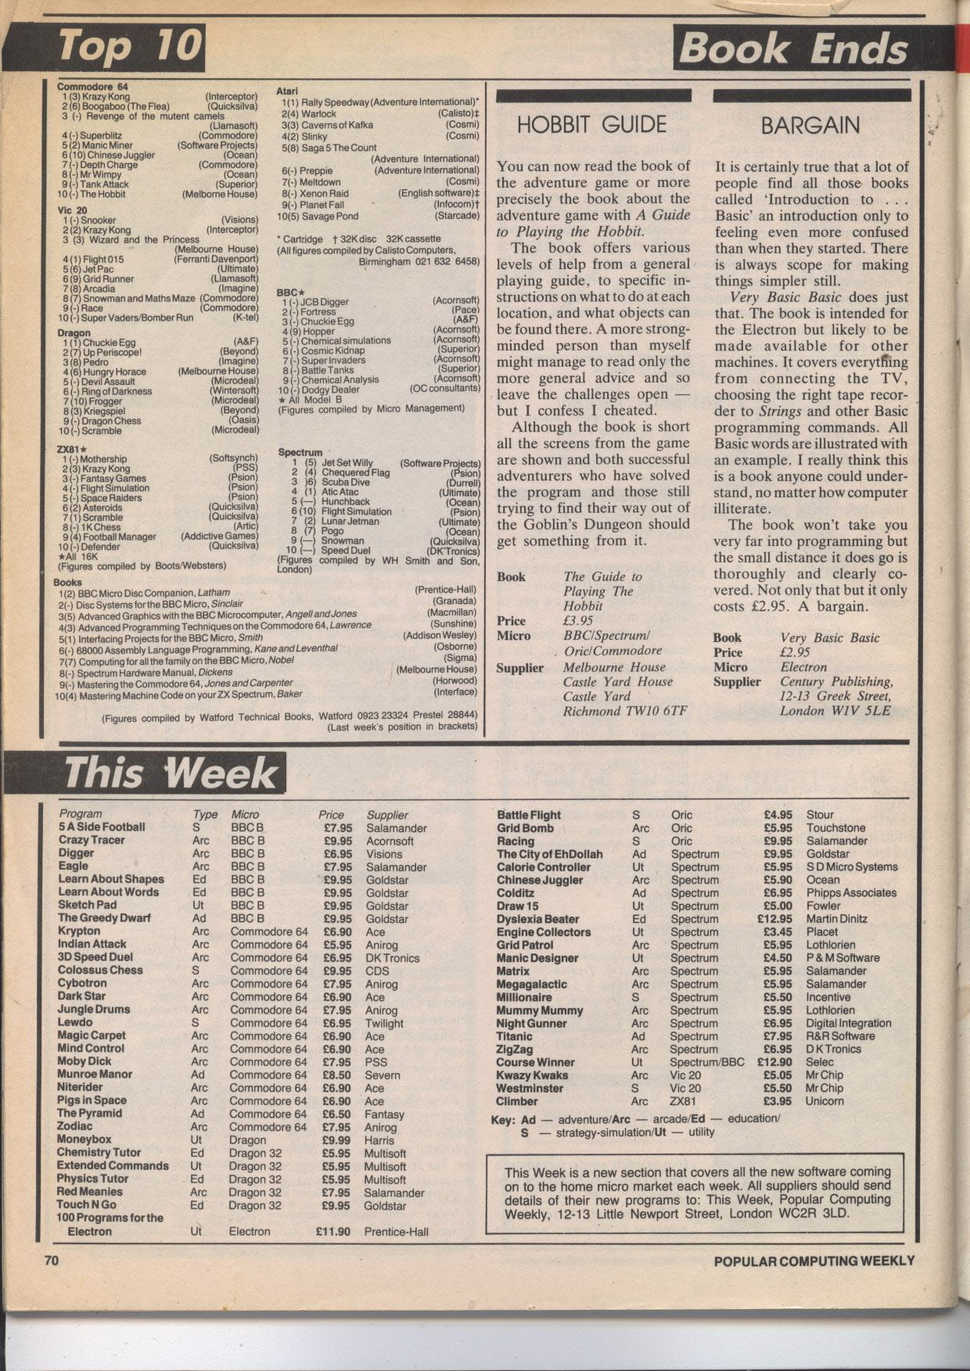 Top 10
Book Ends
Commodore 64
1 (3) Krazy Kong (Interceptor)
2 (6) Boogaboo (The Flea) (Quicksilva)
3 (-) Revenge of the mutent camels
(Llamasoft)
4 (-) Superblitz (Commodore)
5 (2) Manic Miner (Software Projects)
6 (10) Chinese Juggler (Ocean)
7 (-) Depth Charge (Commodore)
8 (-) Mr Wimpy (Ocean)
9 (-) Tank Attack (Superior)
10 (-) The Hobbit (Melborne House)
Vic 20
1 (-) Snooker (Visions)
2 (2) Krazy Kong (Interceptor)
3 (3) Wizard and the Princess
(Melbourne House)
4 (1) Flight 015 (Ferranti Davenport)
5 (6) Jet Pac (Ultimate)
6 (9) Grid Runner (Llamasoft)
7 (8) Arcadia (Imagine)
8 (7) Snowman and Maths Maze (Commodore)
9 (-) Race (Commodore)
10 (-) Super Vaders/Bomber Run (K-tel)
Dragon
1 (1) Chuckie Egg (A&F)
2 (7) Up Periscope! (Beyond)
3 (8) Pedro (Imagine)
4 (6) Hungry Horace (Melbourne House)
5 (-) Devil Assault (Microdeal)
6 (-) Ring of Darkness (Wintersoft)
7 (10) Frogger (Microdeal)
8 (3) Kriegspiel (Beyond)
9 (-) Dragon Chess (Oasis)
10 (-) Scramble (Microdeal)
ZX81★
1 (-) Mothership (Softsynch)
2 (3) Krazy Kong (PSS)
3 (-) Fantasy Games (Psion)
4 (-) Flight Simulation (Psion)
5 (-) Space Raiders (Psion)
6 (2) Asteroids (Quicksilva)
7 (1) Scramble (Quicksilva)
8 (-) 1K Chess (Artic)
9 (4) Football Manager (Addictive Games)
10 (-) Defender (Quicksilva)
★All 16K
(Figures compiled by Boots/Websters)
Atari
1(1) Rally Speedway (Adventure International)*
2(4) Warlock (Calisto)‡
3(3) Caverns of Kafka (Cosmi)
4(2) Slinky (Cosmi)
5(8) Saga 5 The Count
(Adventure International)
6(-) Preppie (Adventure International)
7(-) Meltdown (Cosmi)
8(-) Xenon Raid (English software)‡
9(-) Planet Fall (Infocom)†
10(5) Savage Pond (Starcade)
* Cartridge † 32K disc 32K cassette
(All figures compiled by Calisto Computers,
Birmingham 021 632 6458)
BBC★
1 (-) JCB Digger (Acornsoft)
2 (-) Fortress (Pace)
3 (-) Chuckie Egg (A&F)
4 (9) Hopper (Acornsoft)
5 (-) Chemical simulations (Acornsoft)
6 (-) Cosmic Kidnap (Superior)
7 (-) Super Invaders (Acornsoft)
8 (-) Battle Tanks (Superior)
9 (-) Chemical Analysis (Acornsoft)
10 (-) Dodgy Dealer (OC consultants)
★ All Model B
(Figures compiled by Micro Management)
Spectrum
1 (5) Jet Set Willy (Software Projects)
2 (4) Chequered Flag (Psion)
3 )6) Scuba Dive (Durrell)
4 (1) Atic Atac (Ultimate)
5 (—) Hunchback (Ocean)
6 (10) Flight Simulation (Psion)
7 (2) Lunar Jetman (Ultimate)
8 (7) Pogo (Ocean)
9 (—) Snowman (Quicksilva)
10 (—) Speed Duel (DK'Tronics)
(Figures compiled by WH Smith and Son,
London)
Books
1(2) BBC Micro Disc Companion, Latham (Prentice-Hall)
2(-) Disc Systems for the BBC Micro, Sinclair (Granada)
3(5) Advanced Graphics with the BBC Microcomputer, Angell and Jones (Macmillan)
4(3) Advanced Programming Techniques on the Commodore 64, Lawrence (Sunshine)
5(1) Interfacing Projects for the BBC Micro, Smith (Addison Wesley)
6(-) 68000 Assembly Language Programming, Kane and Leventhal (Osborne)
7(7) Computing for all the family on the BBC Micro, Nobel (Sigma)
8(-) Spectrum Hardware Manual, Dickens (Melbourne House)
9(-) Mastering the Commodore 64, Jones and Carpenter (Horwood)
10(4) Mastering Machine Code on your ZX Spectrum, Baker (Interface)
(Figures compiled by Watford Technical Books, Watford 0923 23324 Prestel 28844)
(Last week's position in brackets)
HOBBIT GUIDE
You can now read the book of
the adventure game or more
precisely the book about the
adventure game with A Guide
to Playing the Hobbit.
The book offers various
levels of help from a general
playing guide, to specific in-
structions on what to do at each
location, and what objects can
be found there. A more strong-
minded person than myself
might manage to read only the
more general advice and so
leave the challenges open —
but I confess I cheated.
Although the book is short
all the screens from the game
are shown and both successful
adventurers who have solved
the program and those still
trying to find their way out of
the Goblin's Dungeon should
get something from it.
Book The Guide to
Playing The
Hobbit
Price £3.95
Micro BBC/Spectrum/
Oric/Commodore
Supplier Melbourne House
Castle Yard House
Castle Yard
Richmond TW10 6TF
BARGAIN
It is certainly true that a lot of
people find all those books
called 'Introduction to . . .
Basic' an introduction only to
feeling even more confused
than when they started. There
is always scope for making
things simpler still.
Very Basic Basic does just
that. The book is intended for
the Electron but likely to be
made available for other
machines. It covers everything
from connecting the TV,
choosing the right tape recor-
der to Strings and other Basic
programming commands. All
Basic words are illustrated with
an example. I really think this
is a book anyone could under-
stand, no matter how computer
illiterate.
The book won't take you
very far into programming but
the small distance it does go is
thoroughly and clearly co-
vered. Not only that but it only
costs £2.95. A bargain.
Book Very Basic Basic
Price £2.95
Micro Electron
Supplier Century Publishing,
12-13 Greek Street,
London W1V 5LE
This Week
Program Type Micro Price Supplier
5 A Side Football S BBC B £7.95 Salamander
Crazy Tracer Arc BBC B £9.95 Acornsoft
Digger Arc BBC B £6.95 Visions
Eagle Arc BBC B £7.95 Salamander
Learn About Shapes Ed BBC B £9.95 Goldstar
Learn About Words Ed BBC B £9.95 Goldstar
Sketch Pad Ut BBC B £9.95 Goldstar
The Greedy Dwarf Ad BBC B £9.95 Goldstar
Krypton Arc Commodore 64 £6.90 Ace
Indian Attack Arc Commodore 64 £5.95 Anirog
3D Speed Duel Arc Commodore 64 £6.95 DK Tronics
Colossus Chess S Commodore 64 £9.95 CDS
Cybotron Arc Commodore 64 £7.95 Anirog
Dark Star Arc Commodore 64 £6.90 Ace
Jungle Drums Arc Commodore 64 £7.95 Anirog
Lewdo S Commodore 64 £6.95 Twilight
Magic Carpet Arc Commodore 64 £6.90 Ace
Mind Control Arc Commodore 64 £6.90 Ace
Moby Dick Arc Commodore 64 £7.95 PSS
Munroe Manor Ad Commodore 64 £8.50 Severn
Niterider Arc Commodore 64 £6.90 Ace
Pigs in Space Arc Commodore 64 £6.90 Ace
The Pyramid Ad Commodore 64 £6.50 Fantasy
Zodiac Arc Commodore 64 £7.95 Anirog
Moneybox Ut Dragon £9.99 Harris
Chemistry Tutor Ed Dragon 32 £5.95 Multisoft
Extended Commands Ut Dragon 32 £5.95 Multisoft
Physics Tutor Ed Dragon 32 £5.95 Multisoft
Red Meanies Arc Dragon 32 £7.95 Salamander
Touch N Go Ed Dragon 32 £9.95 Goldstar
100 Programs for the
Electron Ut Electron £11.90 Prentice-Hall
Battle Flight S Oric £4.95 Stour
Grid Bomb Arc Oric £5.95 Touchstone
Racing S Oric £9.95 Salamander
The City of EhDollah Ad Spectrum £9.95 Goldstar
Calorie Controller Ut Spectrum £5.95 S D Micro Systems
Chinese Juggler Arc Spectrum £5.90 Ocean
Colditz Ad Spectrum £6.95 Phipps Associates
Draw 15 Ut Spectrum £5.00 Fowler
Dyslexia Beater Ed Spectrum £12.95 Martin Dinitz
Engine Collectors Ut Spectrum £3.45 Placet
Grid Patrol Arc Spectrum £5.95 Lothlorien
Manic Designer Ut Spectrum £4.50 P & M Software
Matrix Arc Spectrum £5.95 Salamander
Megagalactic Arc Spectrum £5.95 Salamander
Millionaire S Spectrum £5.50 Incentive
Mummy Mummy Arc Spectrum £5.95 Lothlorien
Night Gunner Arc Spectrum £6.95 Digital Integration
Titanic Ad Spectrum £7.95 R&R Software
ZigZag Arc Spectrum £6.95 D K Tronics
Course Winner Ut Spectrum/BBC £12.90 Selec
Kwazy Kwaks Arc Vic 20 £5.05 Mr Chip
Westminster S Vic 20 £5.50 Mr Chip
Climber Arc ZX81 £3.95 Unicorn
Key: Ad — adventure/Arc — arcade/Ed — education/
S — strategy-simulation/Ut — utility
This Week is a new section that covers all the new software coming
on to the home micro market each week. All suppliers should send
details of their new programs to: This Week, Popular Computing
Weekly, 12-13 Little Newport Street, London WC2R 3LD.
70
POPULAR COMPUTING WEEKLY